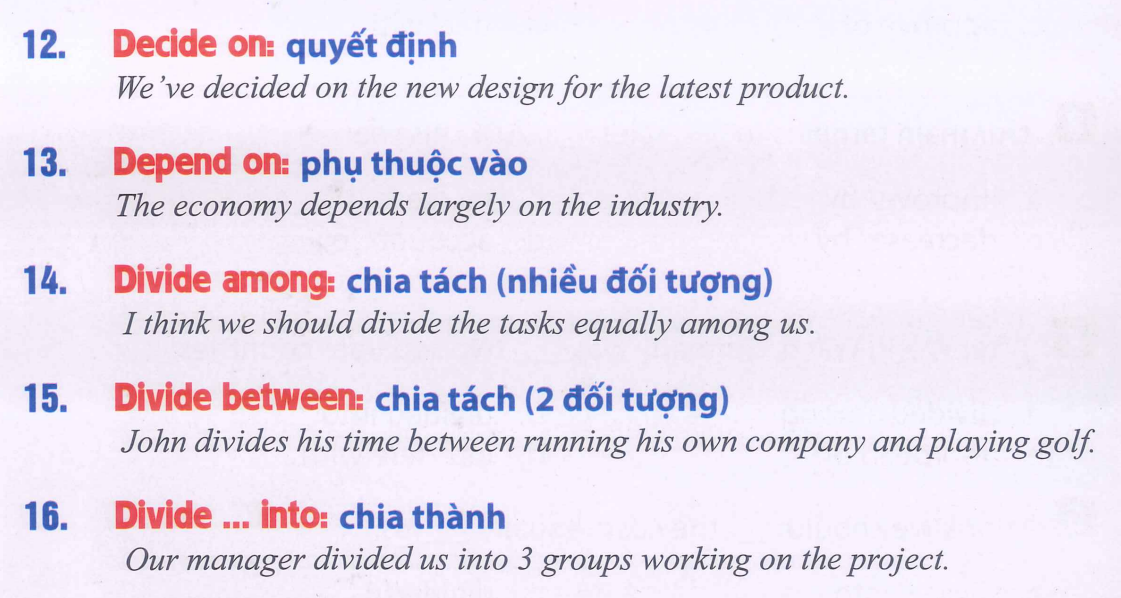 12. Decide on: quyết định
We've decided on the new design for the latest product.
13. Depend on: phụ thuộc vào
The economy depends largely on the industry.
14. Divide among: chia tách (nhiều đối tượng)
I think we should divide the tasks equally among us.
15. Divide between: chia tách (2 đối tượng)
John divides his time between running his own company and playing golf.
16. Divide ... into: chia thành
Our manager divided us into 3 groups working on the project.